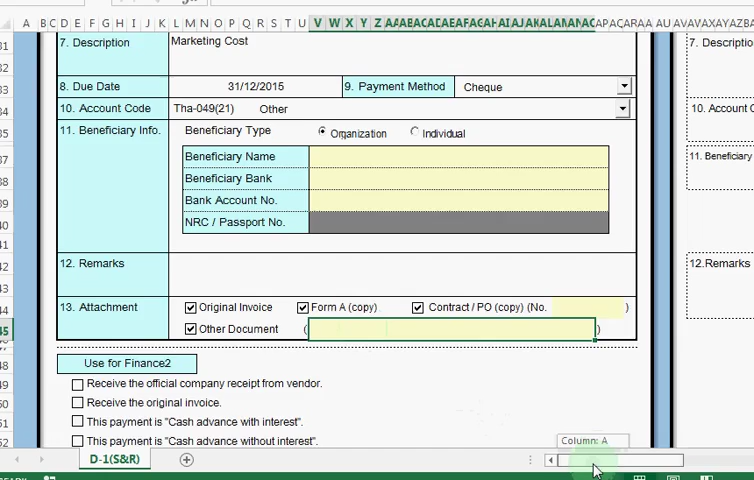 A B C D E F G H I J K L M N O P Q R S T U V W X Y Z
7. Description Marketing Cost 7. Descriptio
8. Due Date 31/12/2015 9. Payment Method Cheque
10. Account Code Tha-049(21) Other 10. Account C
11. Beneficiary Info. Beneficiary Type Organization Individual
Beneficiary Name 11. Beneficiary
Beneficiary Bank
Bank Account No.
NRC / Passport No.
12. Remarks 12.Remarks
13. Attachment Original Invoice Form A (copy) Contract / PO (copy) (No. )
Other Document ( )
Use for Finance2
Receive the official company receipt from vendor.
Receive the original invoice.
This payment is "Cash advance with interest".
This payment is "Cash advance without interest".
Column: A
D-1(S&R)